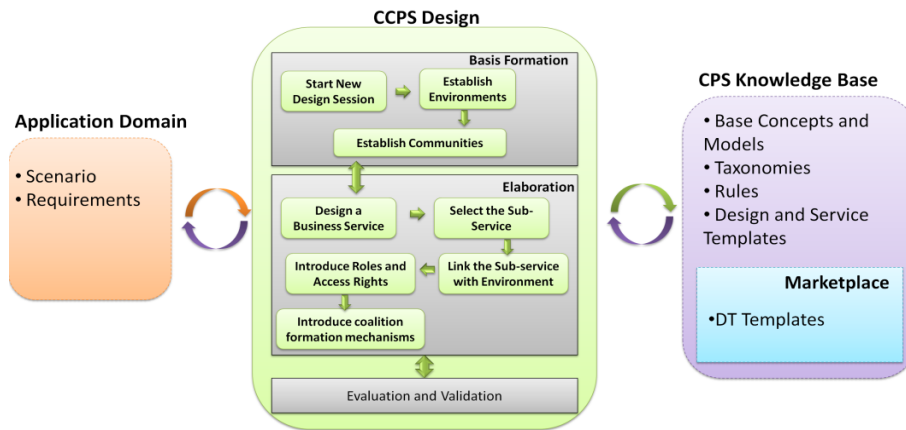 CCPS Design
Basis Formation
Start New
Design Session
Establish
Environments
Establish Communities
Application Domain
• Scenario
• Requirements
Elaboration
Design a
Business Service
Select the Sub-
Service
Introduce Roles and
Access Rights
Link the Sub-service
with Environment
Introduce coalition
formation mechanisms
Evaluation and Validation
CPS Knowledge Base
• Base Concepts and
Models
• Taxonomies
• Rules
• Design and Service
Templates
Marketplace
•DT Templates